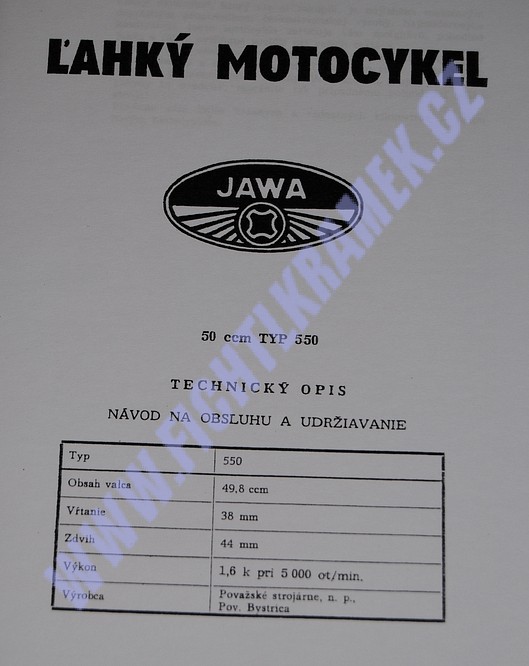 ĽAHKÝ MOTOCYKEL
JAWA
50 ccm TYP 550
TECHNICKÝ OPIS
NÁVOD NA OBSLUHU A UDRŽIAVANIE
Typ 550
Obsah valca 49,8 ccm
Vŕtanie 38 mm
Zdvih 44 mm
Výkon 1,6 k pri 5 000 ot/min.
Výrobca Považské strojárne, n. p.,
Pov. Bystrica
WWW.FICHTLKRAMEK.CZ